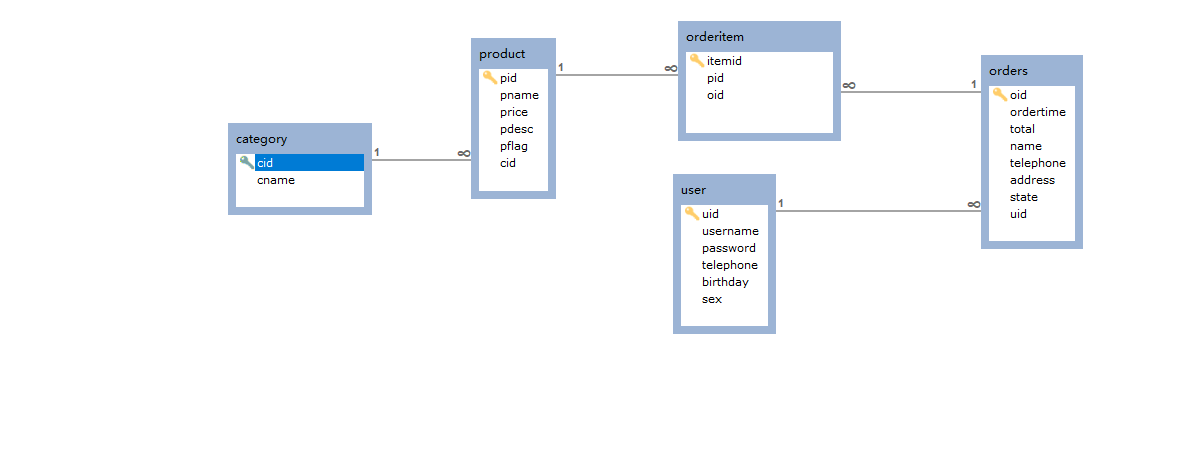 category
cid
cname
1
∞
product
pid
pname
price
pdesc
pflag
cid
1
∞
orderitem
itemid
pid
oid
∞
1
orders
oid
ordertime
total
name
telephone
address
state
uid
user
uid
username
password
telephone
birthday
sex
1
∞